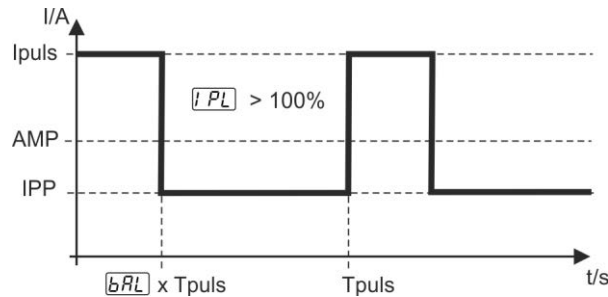 I/A
Ipuls
IPL > 100%
AMP
IPP
t/s
bAL x Tpuls
Tpuls